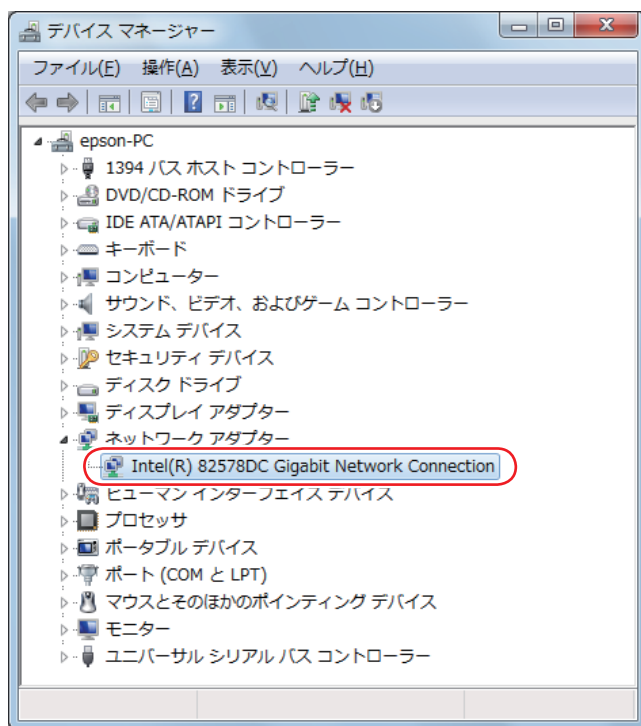 デバイス マネージャー
ファイル(F) 操作(A) 表示(V) ヘルプ(H)
epson-PC
1394 バス ホスト コントローラー
DVD/CD-ROM ドライブ
IDE ATA/ATAPI コントローラー
キーボード
コンピューター
サウンド、ビデオ、およびゲーム コントローラー
システム デバイス
セキュリティ デバイス
ディスク ドライブ
ディスプレイ アダプター
ネットワーク アダプター
Intel(R) 82578DC Gigabit Network Connection
ヒューマン インターフェイス デバイス
プロセッサ
ポータブル デバイス
ポート (COM と LPT)
マウスとそのほかのポインティング デバイス
モニター
ユニバーサル シリアル バス コントローラー